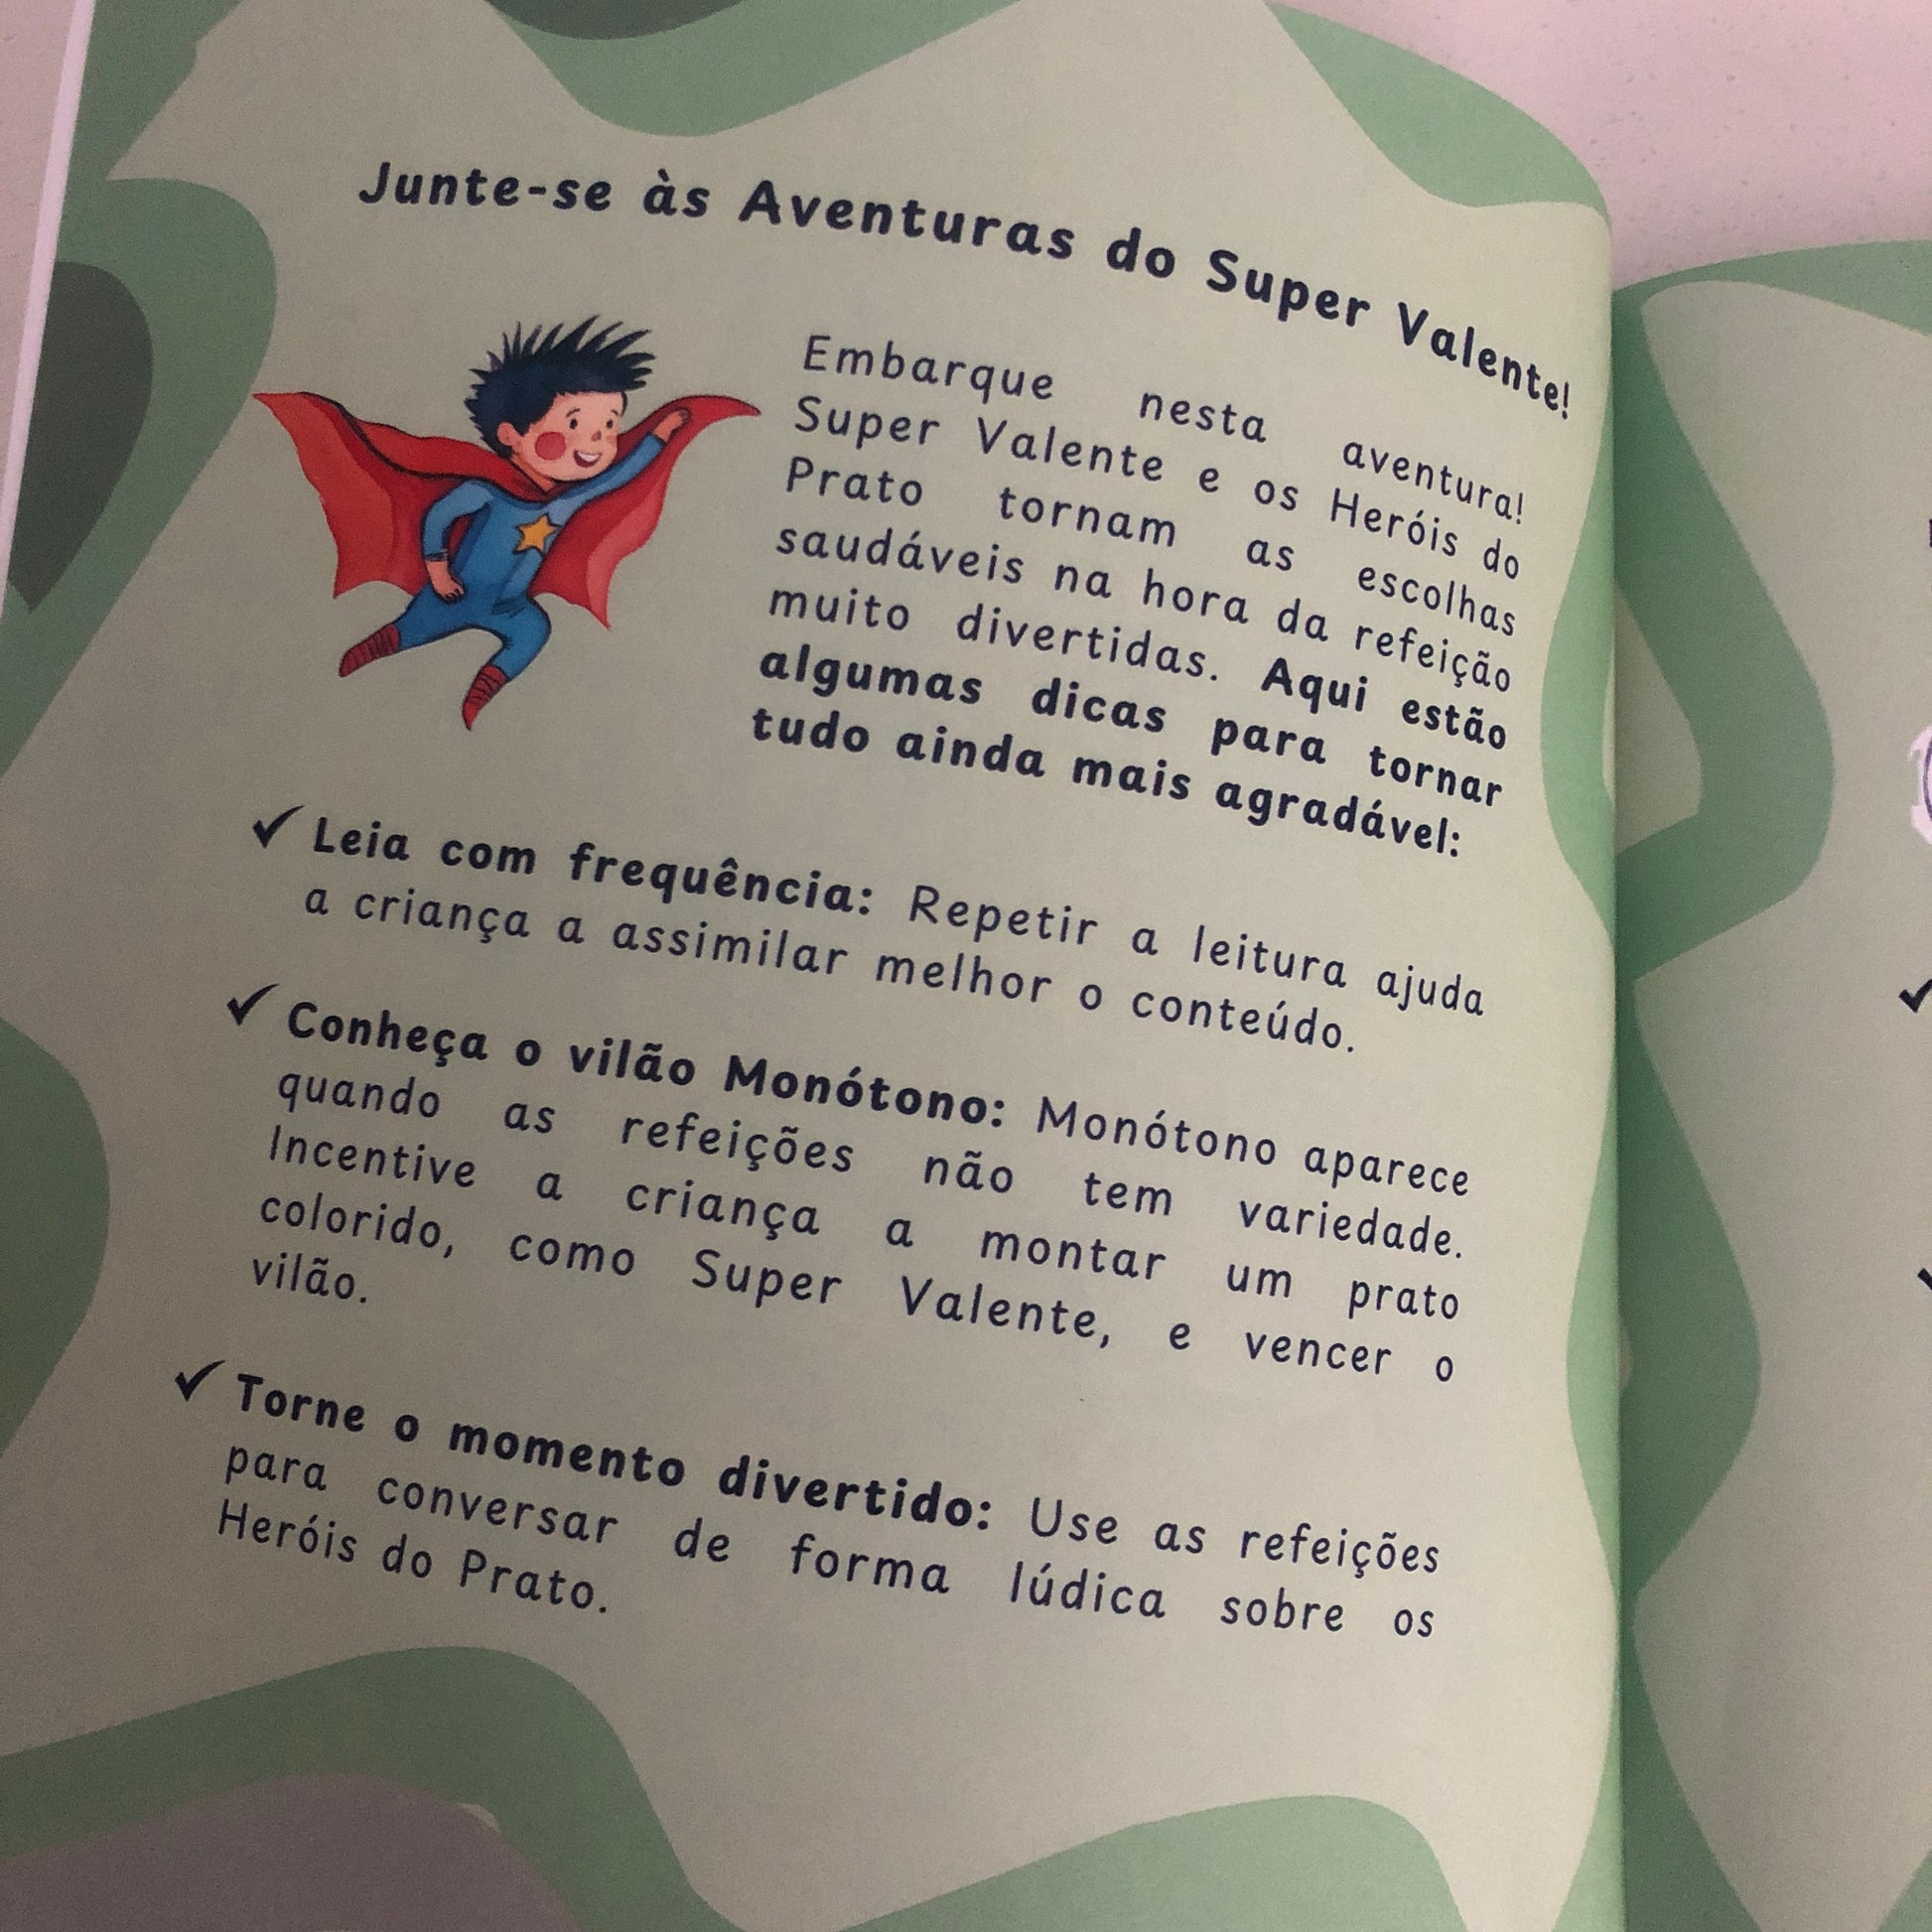 Junte-se às Aventuras do Super Valente!
Embarque nesta aventura!
Super Valente e os Heróis do
Prato tornam as escolhas
saudáveis na hora da refeição
muito divertidas. Aqui estão
algumas dicas para tornar
tudo ainda mais agradável:
✓ Leia com frequência: Repetir a leitura ajuda
a criança a assimilar melhor o conteúdo.
✓ Conheça o vilão Monótono: Monótono aparece
quando as refeições não tem variedade.
Incentive a criança a montar um prato
colorido, como Super Valente, e vencer o
vilão.
✓ Torne o momento divertido: Use as refeições
para conversar de forma lúdica sobre os
Heróis do Prato.